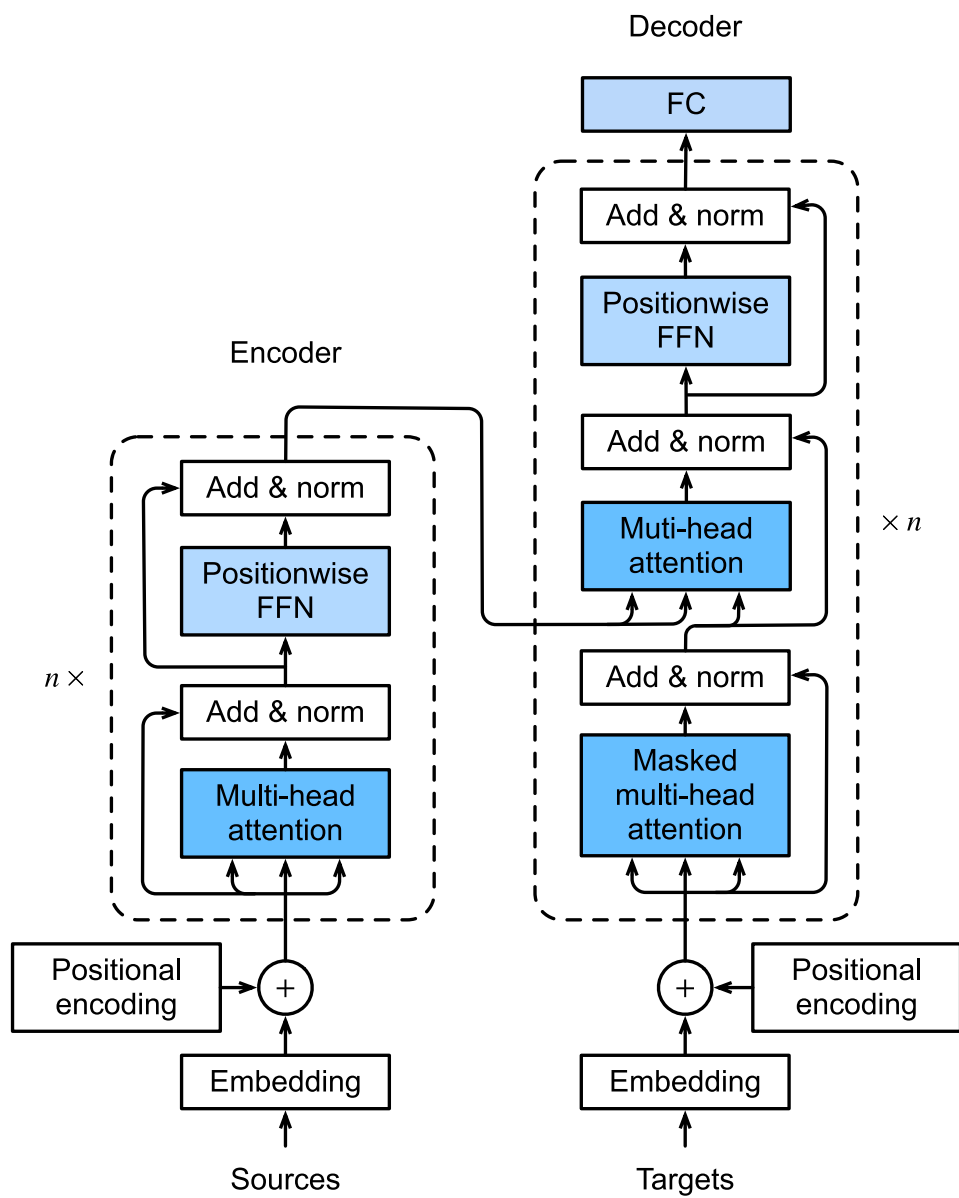 Decoder
FC
Add & norm
Positionwise
FFN
Add & norm
Muti-head
attention
× n
Add & norm
Masked
multi-head
attention
Positional
encoding
+
Embedding
Targets
Encoder
Add & norm
Positionwise
FFN
n ×
Add & norm
Multi-head
attention
Positional
encoding
+
Embedding
Sources